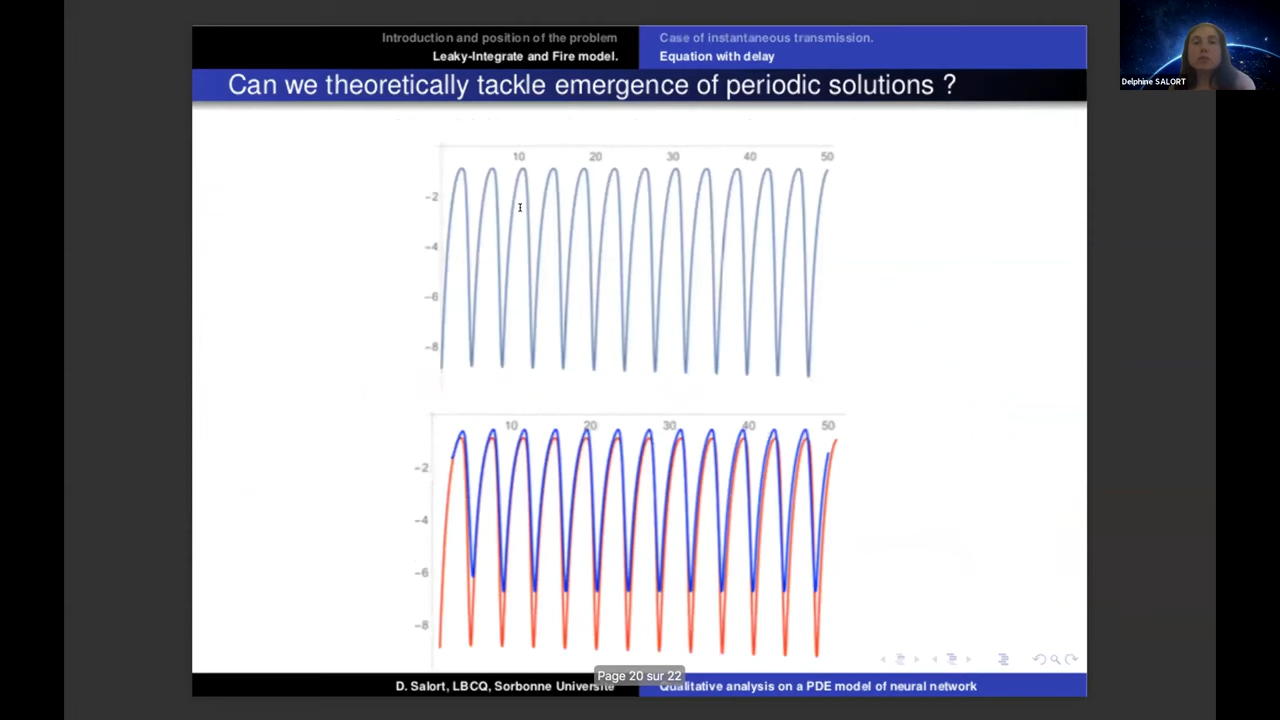 Introduction and position of the problem
Leaky-Integrate and Fire model.
Case of instantaneous transmission.
Equation with delay
Can we theoretically tackle emergence of periodic solutions ?
10 20 30 40 50
-2
-4
-6
-8
10 20 30 40 50
-2
-4
-6
-8
Page 20 sur 22
D. Salort, LBCQ, Sorbonne Université
Qualitative analysis on a PDE model of neural network
Delphine SALORT